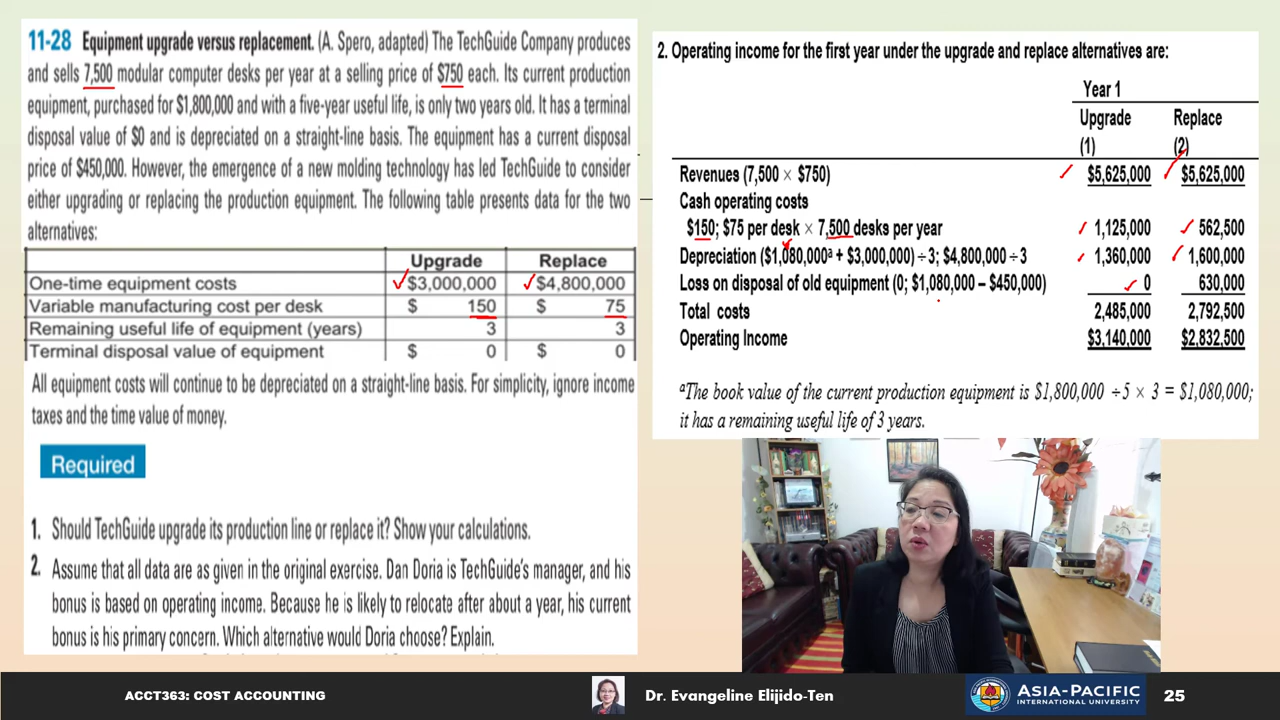 11-28 Equipment upgrade versus replacement. (A. Spero, adapted) The TechGuide Company produces
and sells 7,500 modular computer desks per year at a selling price of $750 each. Its current production
equipment, purchased for $1,800,000 and with a five-year useful life, is only two years old. It has a terminal
disposal value of $0 and is depreciated on a straight-line basis. The equipment has a current disposal
price of $450,000. However, the emergence of a new molding technology has led TechGuide to consider
either upgrading or replacing the production equipment. The following table presents data for the two
alternatives:
Upgrade Replace
One-time equipment costs $3,000,000 $4,800,000
Variable manufacturing cost per desk $ 150 $ 75
Remaining useful life of equipment (years) 3 3
Terminal disposal value of equipment $ 0 $ 0
All equipment costs will continue to be depreciated on a straight-line basis. For simplicity, ignore income
taxes and the time value of money.
Required
1. Should TechGuide upgrade its production line or replace it? Show your calculations.
2. Assume that all data are as given in the original exercise. Dan Doria is TechGuide's manager, and his
bonus is based on operating income. Because he is likely to relocate after about a year, his current
bonus is his primary concern. Which alternative would Doria choose? Explain.
2. Operating income for the first year under the upgrade and replace alternatives are:
Year 1
Upgrade Replace
(1) (2)
Revenues (7,500 × $750) $5,625,000 $5,625,000
Cash operating costs
$150; $75 per desk × 7,500 desks per year 1,125,000 562,500
Depreciation ($1,080,000ᵃ + $3,000,000) ÷ 3; $4,800,000 ÷ 3 1,360,000 1,600,000
Loss on disposal of old equipment (0; $1,080,000 – $450,000) 0 630,000
Total costs 2,485,000 2,792,500
Operating Income $3,140,000 $2,832,500
ᵃThe book value of the current production equipment is $1,800,000 ÷ 5 × 3 = $1,080,000;
it has a remaining useful life of 3 years.
ACCT363: COST ACCOUNTING
Dr. Evangeline Elijido-Ten
ASIA-PACIFIC
INTERNATIONAL UNIVERSITY
25